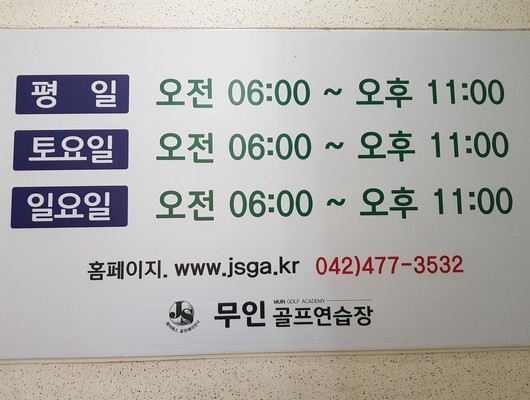 평 일 오전 06:00 ~ 오후 11:00
토요일 오전 06:00 ~ 오후 11:00
일요일 오전 06:00 ~ 오후 11:00
홈페이지. www.jsga.kr 042)477-3532
MUIN GOLF ACADEMY
JS 무인 골프연습장